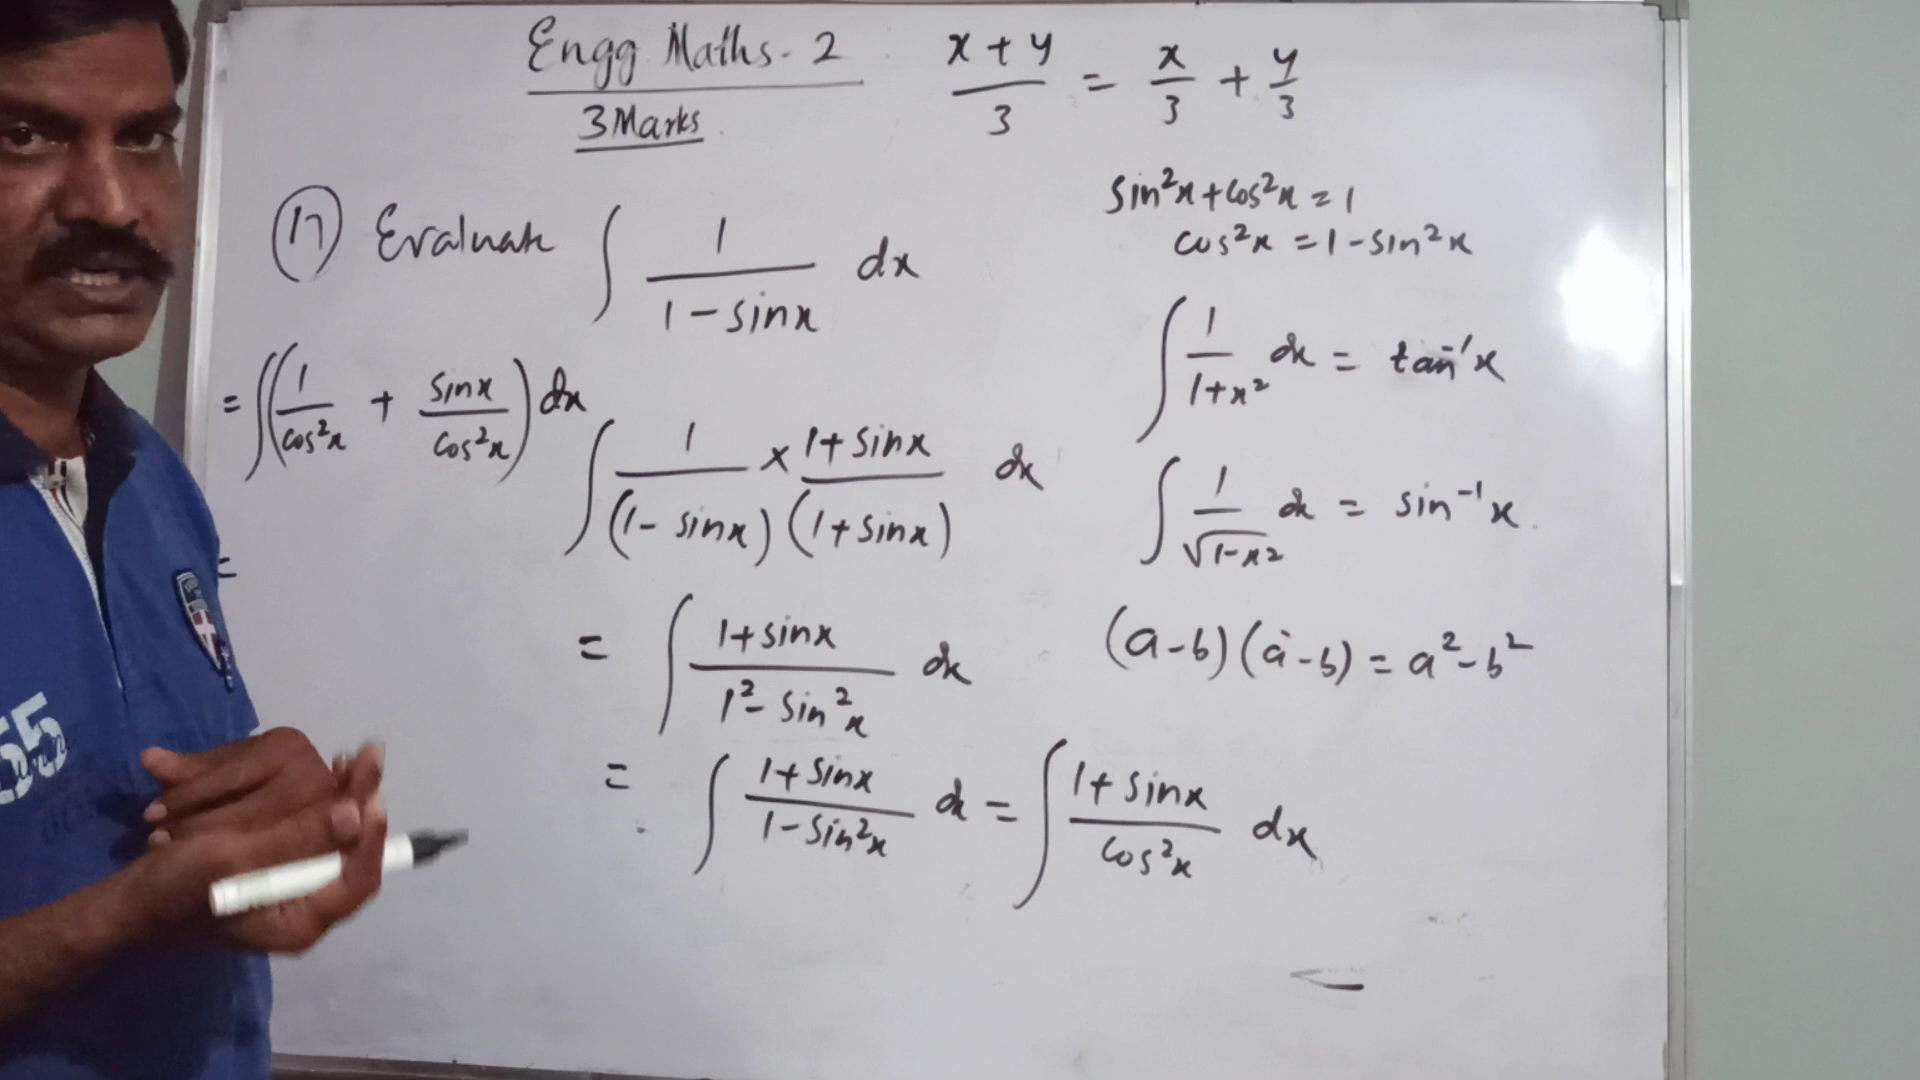 Engg Maths-2
3 Marks
x + y / 3 = x/3 + y/3
17 Evaluate ∫ 1 / 1 - sinx dx
sin²x + cos²x = 1
cos²x = 1 - sin²x
∫ 1 / 1+x² dx = tan⁻¹x
∫ 1 / √1-x² dx = sin⁻¹x.
(a-b)(a-b) = a²-b²
∫ 1 / (1- sinx) × 1+ sinx / (1+ sinx) dx
= ∫ 1+sinx / 1²- sin²x dx
= ∫ 1+ sinx / 1-sin²x dx = ∫ 1+ sinx / cos²x dx
= ∫(1 / cos²x + sinx / cos²x) dx
=
55